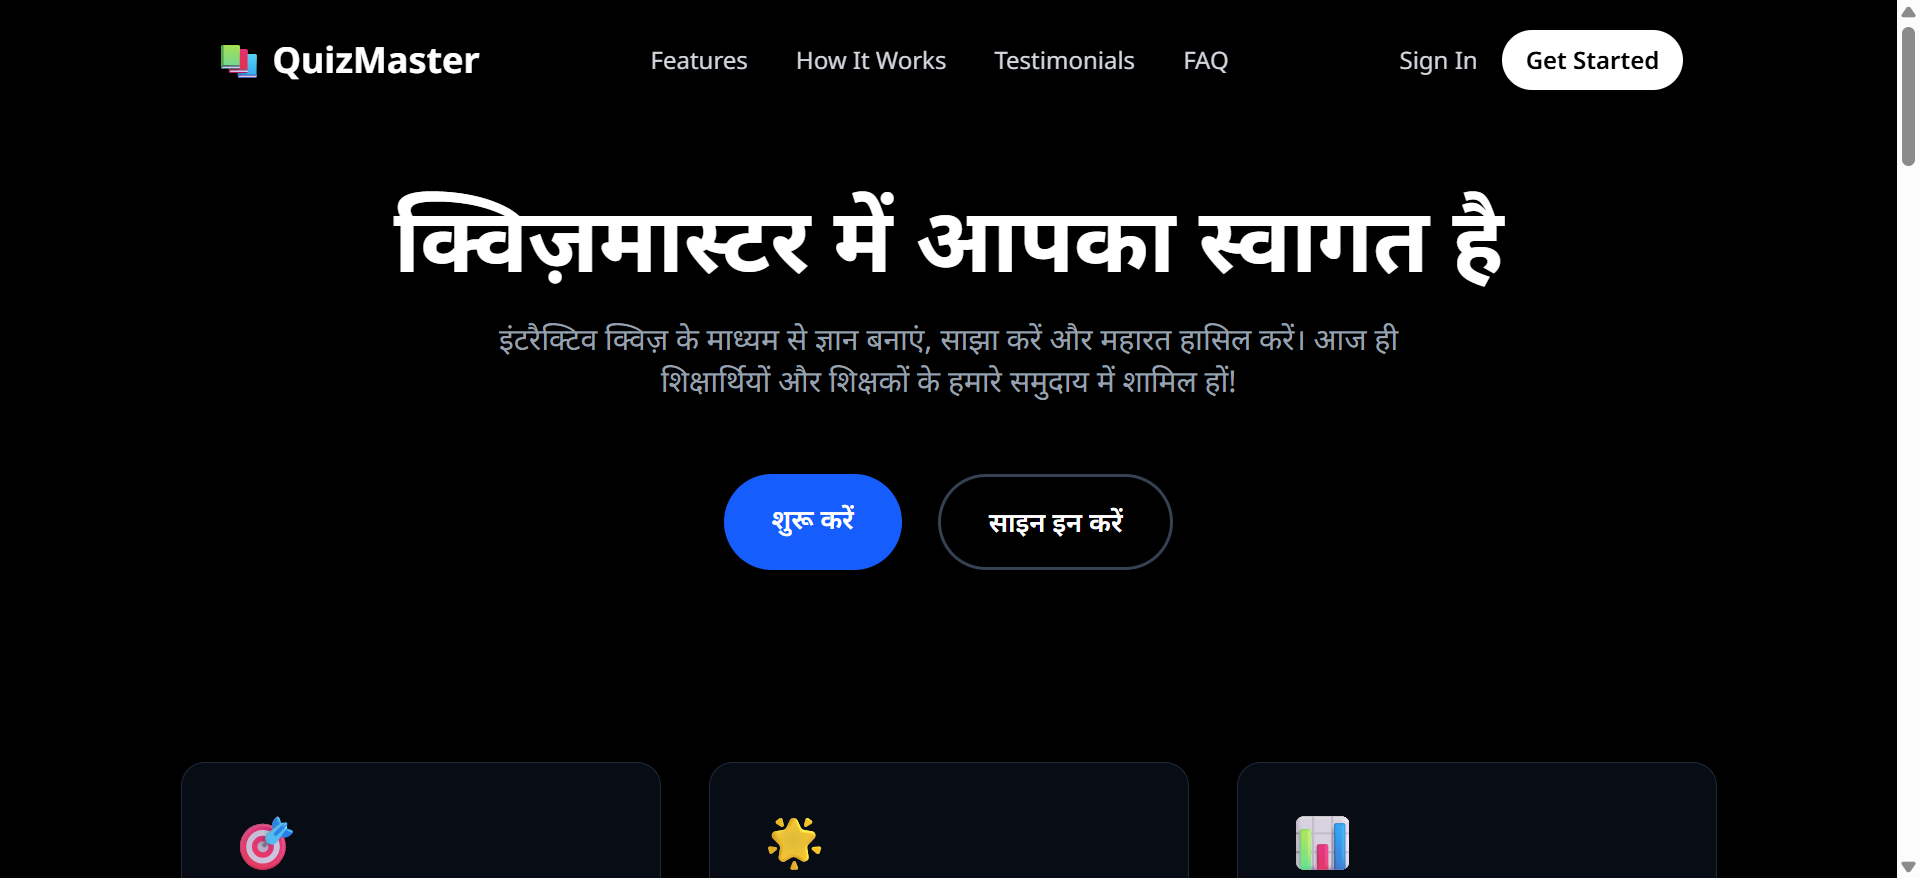 QuizMaster
Features
How It Works
Testimonials
FAQ
Sign In
Get Started
क्विज़मास्टर में आपका स्वागत है
इंटरैक्टिव क्विज़ के माध्यम से ज्ञान बनाएं, साझा करें और महारत हासिल करें। आज ही
शिक्षार्थियों और शिक्षकों के हमारे समुदाय में शामिल हों!
शुरू करें
साइन इन करें